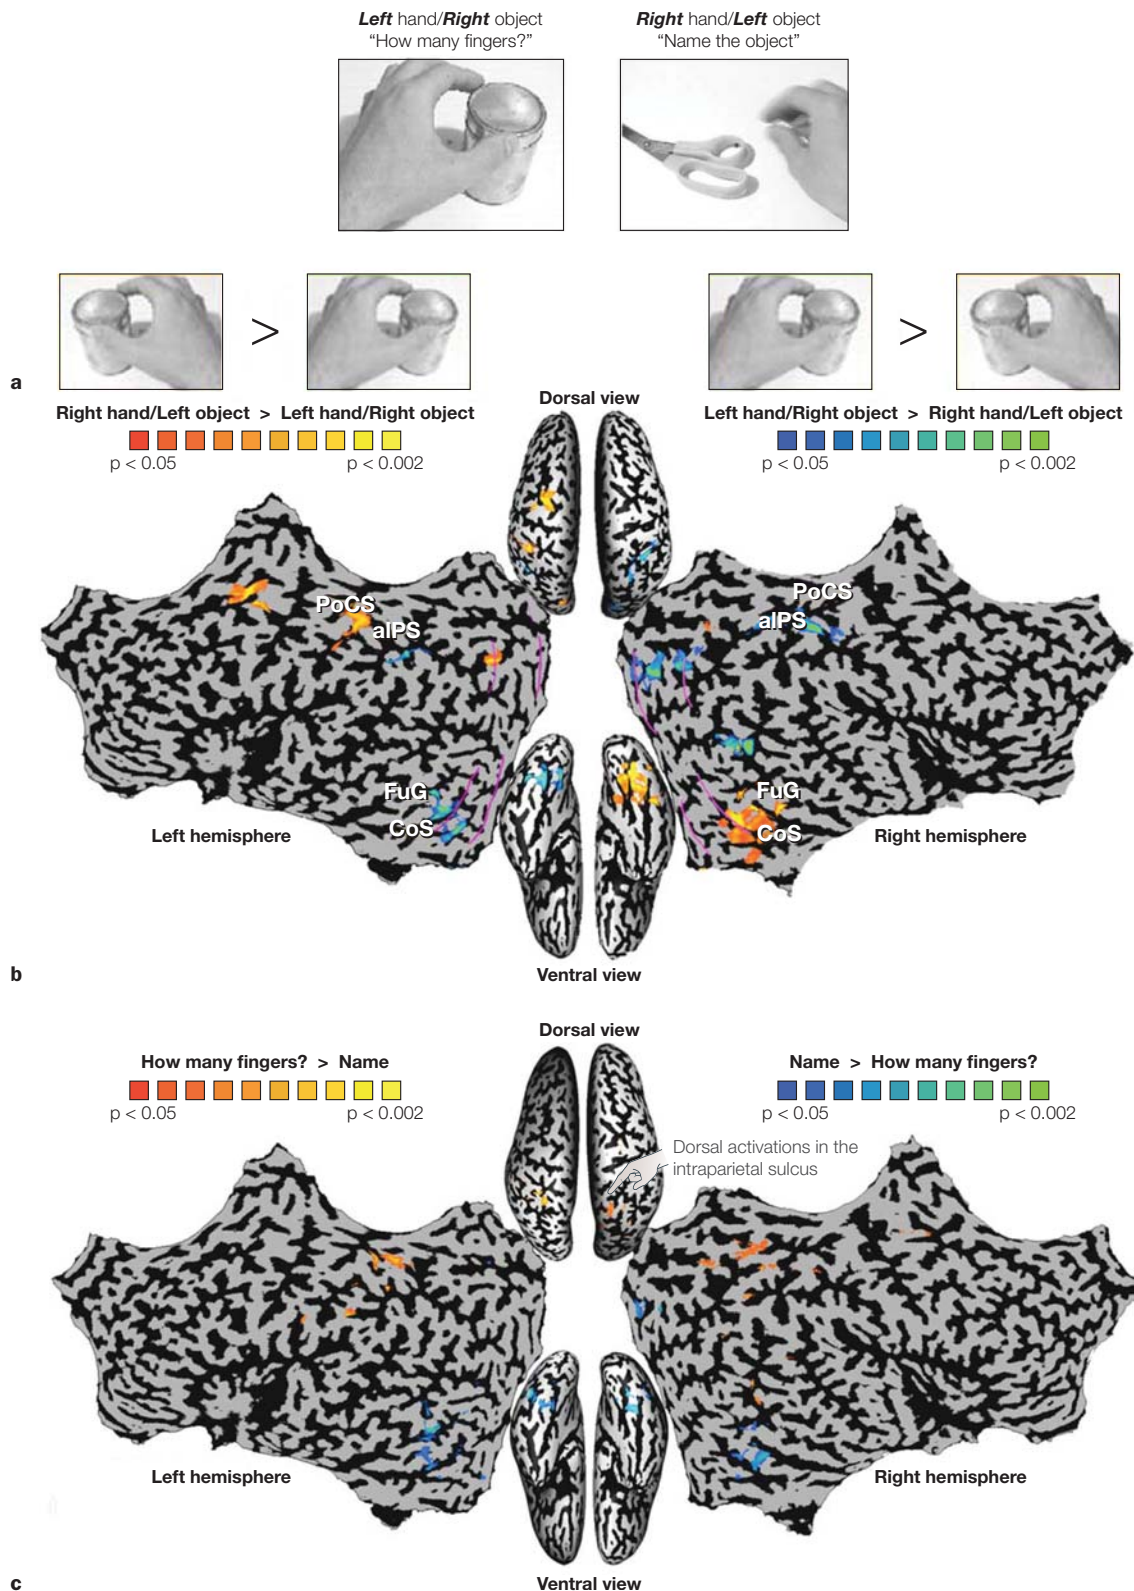 Left hand/Right object
"How many fingers?"
Right hand/Left object
"Name the object"
>
>
a
Right hand/Left object > Left hand/Right object
p < 0.05
p < 0.002
Dorsal view
Left hand/Right object > Right hand/Left object
p < 0.05
p < 0.002
PoCS
aIPS
PoCS
aIPS
FuG
CoS
FuG
CoS
Left hemisphere
Right hemisphere
b
Ventral view
Dorsal view
How many fingers? > Name
p < 0.05
p < 0.002
Name > How many fingers?
p < 0.05
p < 0.002
Dorsal activations in the
intraparietal sulcus
Left hemisphere
Right hemisphere
c
Ventral view